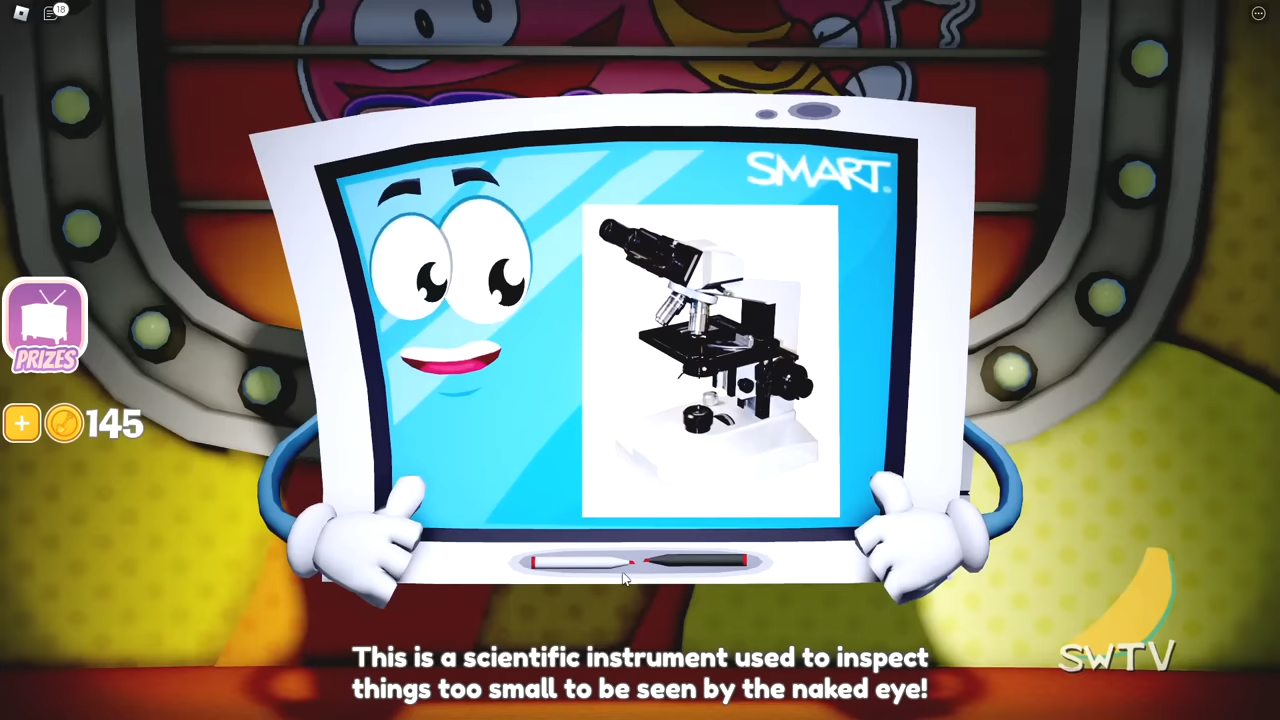 18
SMART
PRIZES
145
This is a scientific instrument used to inspect
things too small to be seen by the naked eye!
SWTV